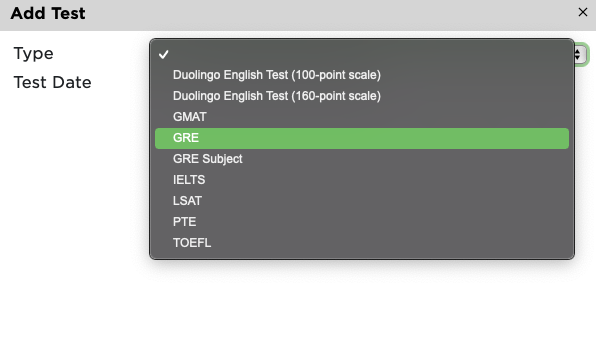 Add Test
×
Type
✓
Test Date
Duolingo English Test (100-point scale)
Duolingo English Test (160-point scale)
GMAT
GRE
GRE Subject
IELTS
LSAT
PTE
TOEFL